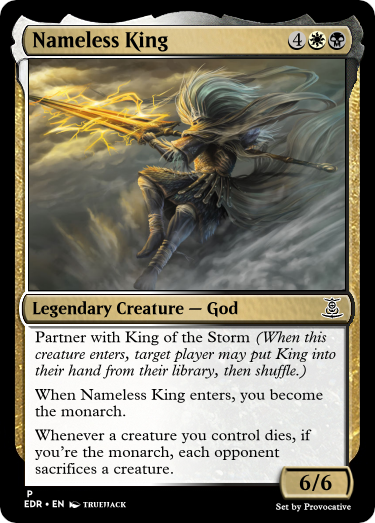 Nameless King 4
Legendary Creature — God
Partner with King of the Storm (When this
creature enters, target player may put King into
their hand from their library, then shuffle.)
When Nameless King enters, you become
the monarch.
Whenever a creature you control dies, if
you're the monarch, each opponent
sacrifices a creature.
6/6
P
EDR • EN TRUEHACK
Set by Provocative